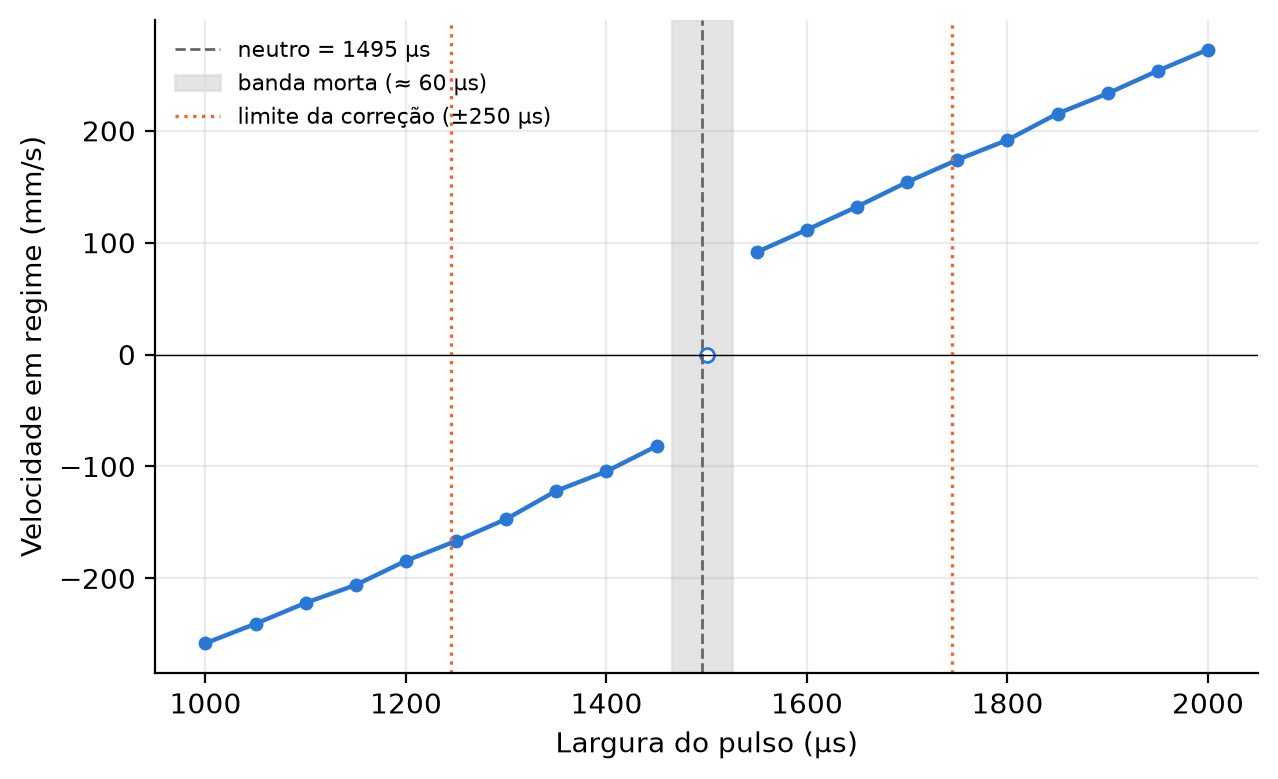 neutro = 1495 µs
banda morta (≈ 60 µs)
limite da correção (±250 µs)
Velocidade em regime (mm/s)
200
100
0
−100
−200
1000
1200
1400
1600
1800
2000
Largura do pulso (µs)